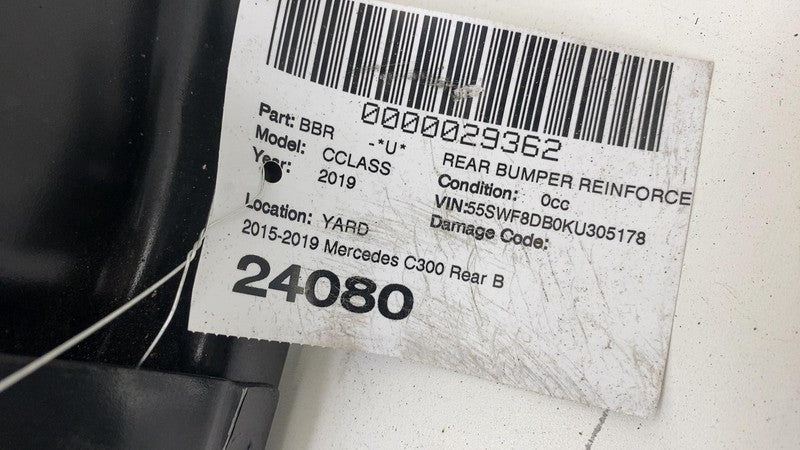 0000029362
Part: BBR -*U* REAR BUMPER REINFORCE
Model: CCLASS Condition: 0cc
Year: 2019 VIN:55SWF8DB0KU305178
Damage Code:
Location: YARD
2015-2019 Mercedes C300 Rear B
24080